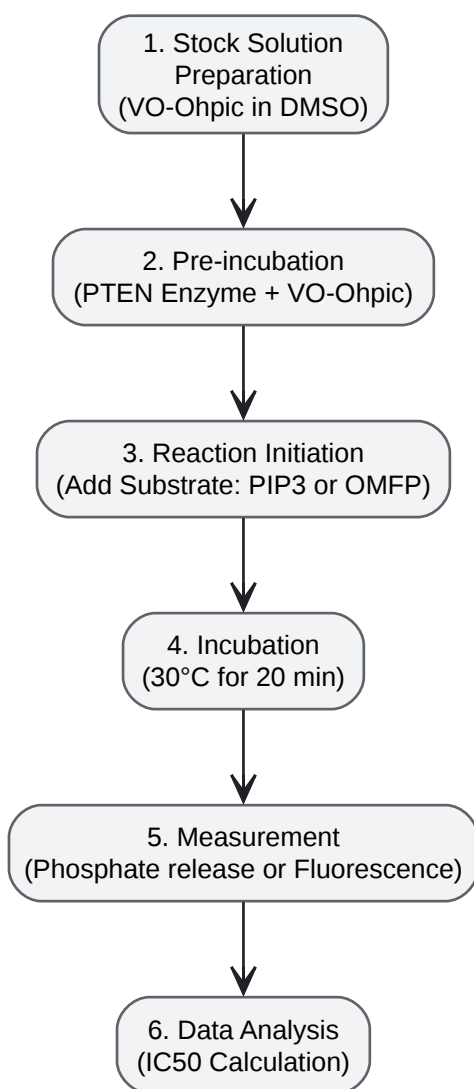 1. Stock Solution
Preparation
(VO-Ohpic in DMSO)
2. Pre-incubation
(PTEN Enzyme + VO-Ohpic)
3. Reaction Initiation
(Add Substrate: PIP3 or OMFP)
4. Incubation
(30°C for 20 min)
5. Measurement
(Phosphate release or Fluorescence)
6. Data Analysis
(IC50 Calculation)